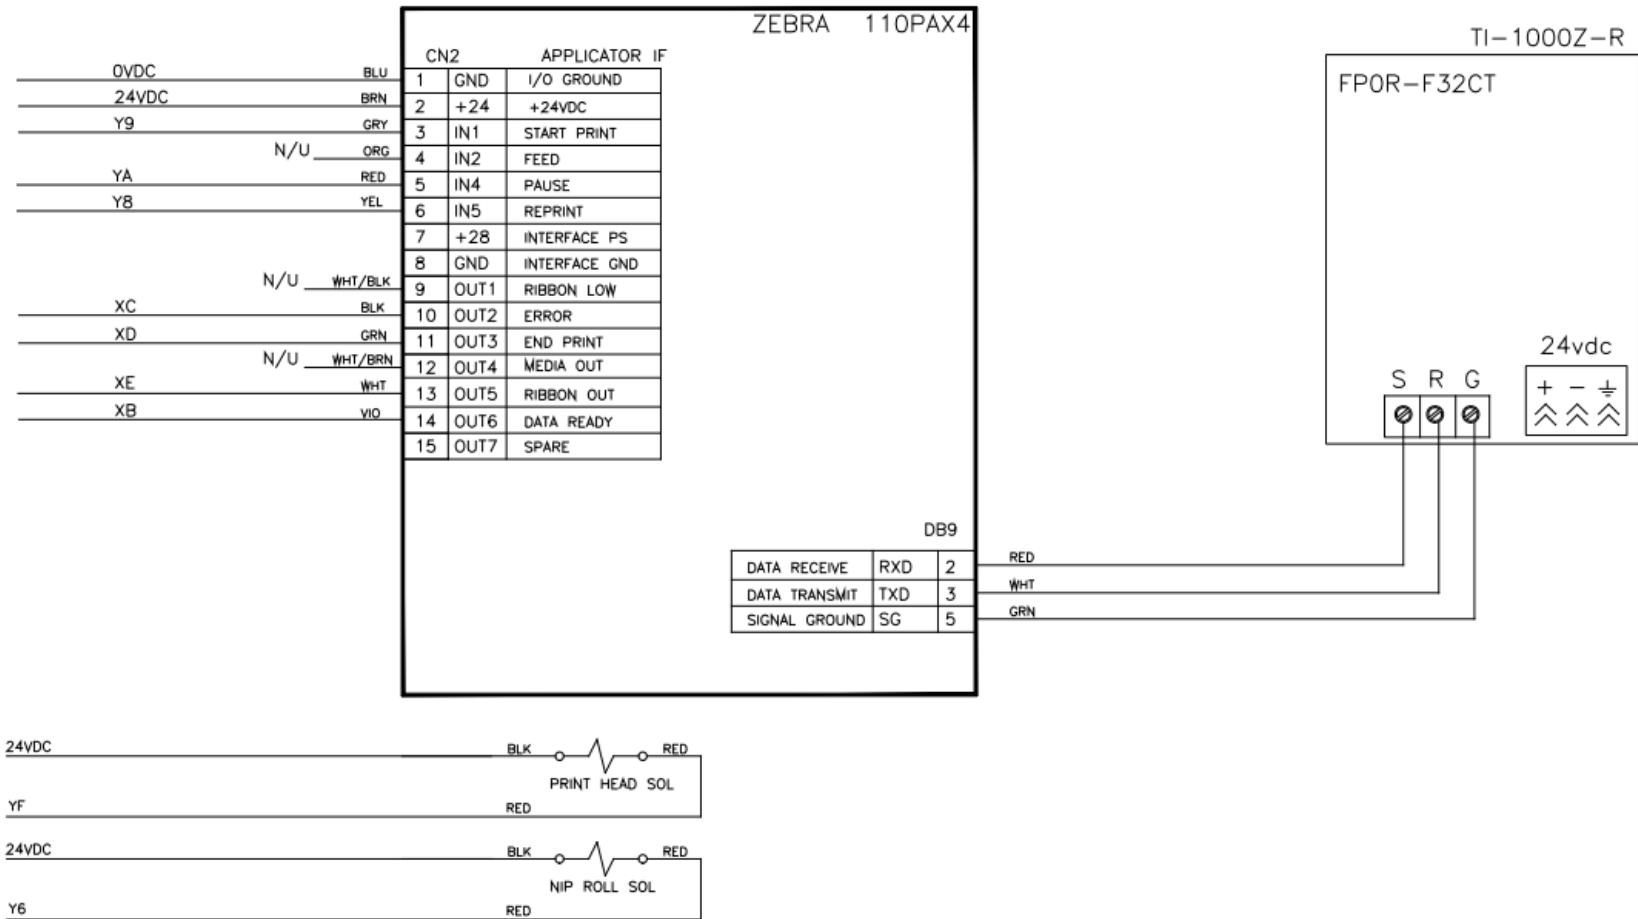 ZEBRA 110PAX4
TI-1000Z-R
CN2 APPLICATOR IF
FP0R-F32CT
0VDC BLU 1 GND I/O GROUND
24VDC BRN 2 +24 +24VDC
Y9 GRY 3 IN1 START PRINT
N/U ORG 4 IN2 FEED
YA RED 5 IN4 PAUSE
Y8 YEL 6 IN5 REPRINT
7 +28 INTERFACE PS
8 GND INTERFACE GND
N/U WHT/BLK 9 OUT1 RIBBON LOW
XC BLK 10 OUT2 ERROR
XD GRN 11 OUT3 END PRINT
N/U WHT/BRN 12 OUT4 MEDIA OUT
XE WHT 13 OUT5 RIBBON OUT
XB VIO 14 OUT6 DATA READY
15 OUT7 SPARE
24vdc
S R G
+ -
DB9
DATA RECEIVE RXD 2 RED
DATA TRANSMIT TXD 3 WHT
SIGNAL GROUND SG 5 GRN
24VDC BLK RED
PRINT HEAD SOL
YF RED
24VDC BLK RED
NIP ROLL SOL
Y6 RED